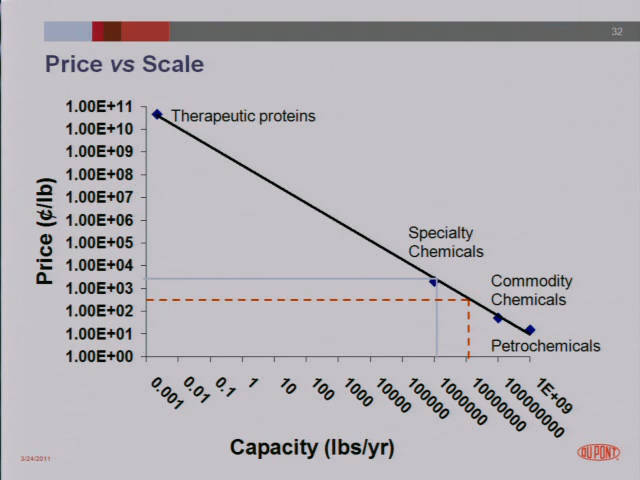 32
Price vs Scale
1.00E+11
1.00E+10
1.00E+09
1.00E+08
1.00E+07
1.00E+06
1.00E+05
1.00E+04
1.00E+03
1.00E+02
1.00E+01
1.00E+00
Price (¢/lb)
Therapeutic proteins
Specialty
Chemicals
Commodity
Chemicals
Petrochemicals
0.001
0.01
0.1
1
10
100
1000
10000
100000
1000000
10000000
100000000
1E+09
Capacity (lbs/yr)
3/24/2011
DUPONT